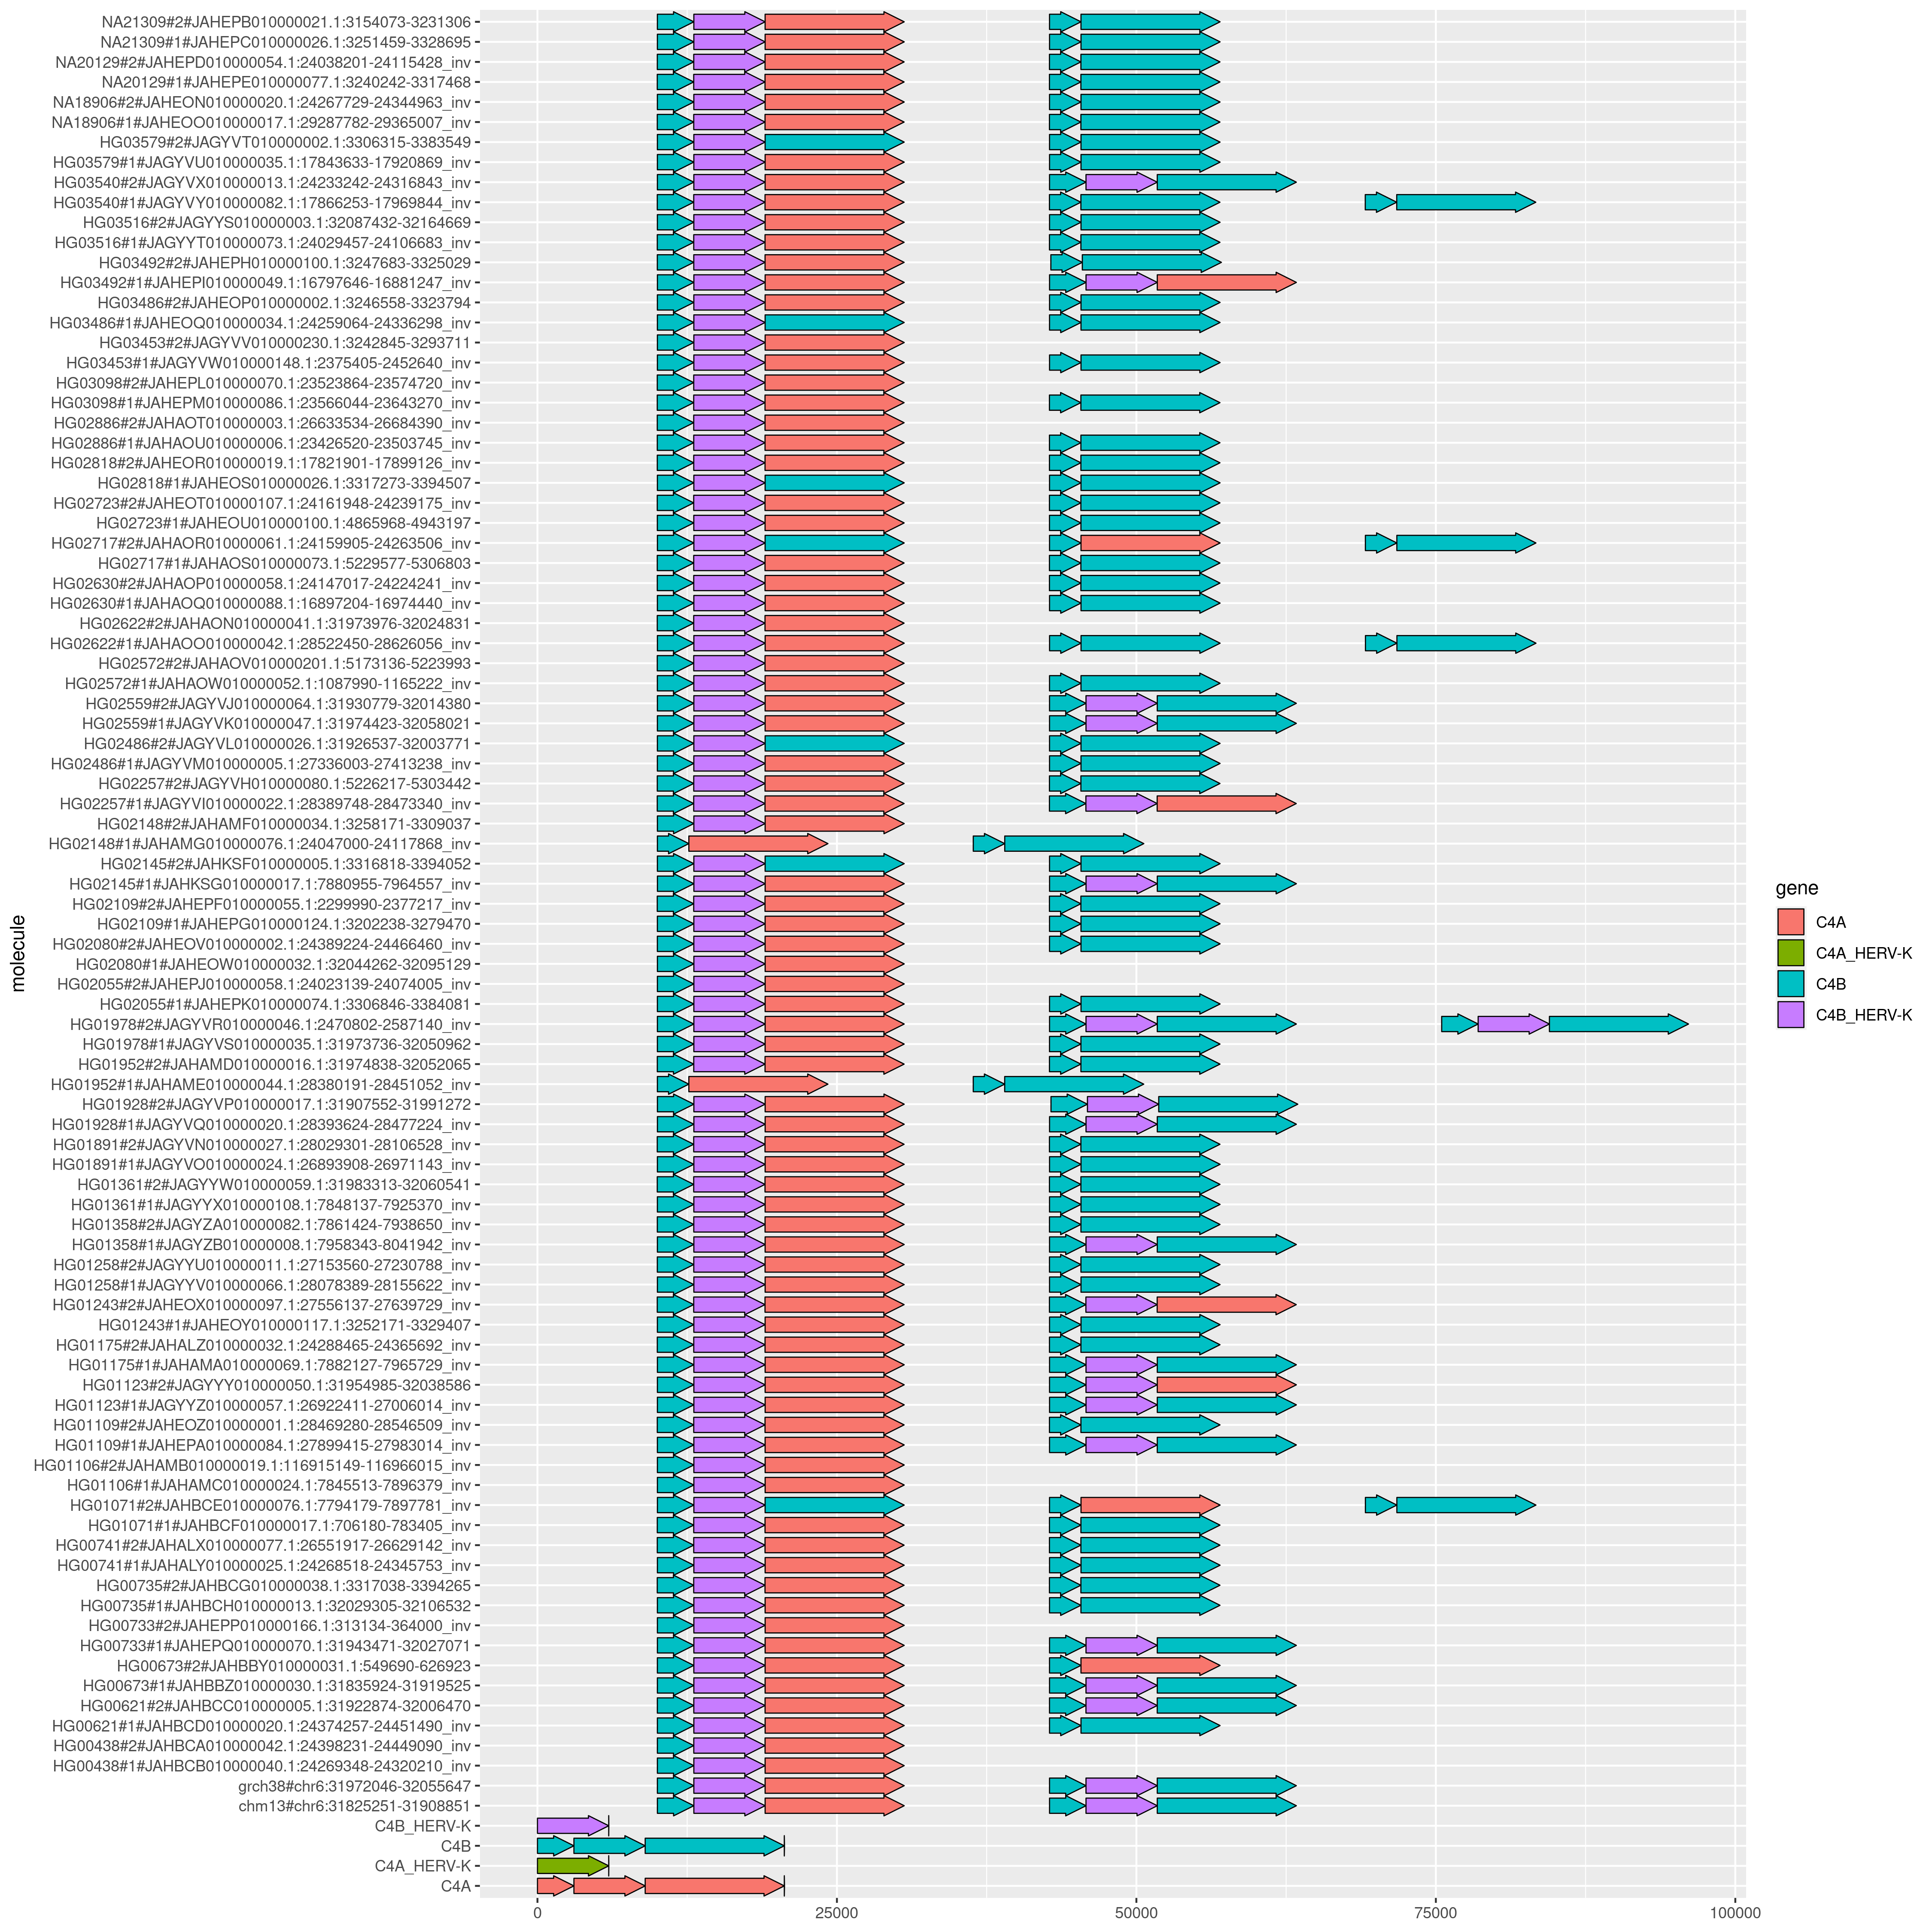 NA21309#2#JAHEPB010000021.1:3154073-3231306
NA21309#1#JAHEPC010000026.1:3251459-3328695
NA20129#2#JAHEPD010000054.1:24038201-24115428_inv
NA20129#1#JAHEPE010000077.1:3240242-3317468
NA18906#2#JAHEON010000020.1:24267729-24344963_inv
NA18906#1#JAHEOO010000017.1:29287782-29365007_inv
HG03579#2#JAGYVT010000002.1:3306315-3383549
HG03579#1#JAGYVU010000035.1:17843633-17920869_inv
HG03540#2#JAGYVX010000013.1:24233242-24316843_inv
HG03540#1#JAGYVY010000082.1:17866253-17969844_inv
HG03516#2#JAGYYS010000003.1:32087432-32164669
HG03516#1#JAGYYT010000073.1:24029457-24106683_inv
HG03492#2#JAHEPH010000100.1:3247683-3325029
HG03492#1#JAHEPI010000049.1:16797646-16881247_inv
HG03486#2#JAHEOP010000002.1:3246558-3323794
HG03486#1#JAHEOQ010000034.1:24259064-24336298_inv
HG03453#2#JAGYVV010000230.1:3242845-3293711
HG03453#1#JAGYVW010000148.1:2375405-2452640_inv
HG03098#2#JAHEPL010000070.1:23523864-23574720_inv
HG03098#1#JAHEPM010000086.1:23566044-23643270_inv
HG02886#2#JAHAOT010000003.1:26633534-26684390_inv
HG02886#1#JAHAOU010000006.1:23426520-23503745_inv
HG02818#2#JAHEOR010000019.1:17821901-17899126_inv
HG02818#1#JAHEOS010000026.1:3317273-3394507
HG02723#2#JAHEOT010000107.1:24161948-24239175_inv
HG02723#1#JAHEOU010000100.1:4865968-4943197
HG02717#2#JAHAOR010000061.1:24159905-24263506_inv
HG02717#1#JAHAOS010000073.1:5229577-5306803
HG02630#2#JAHAOP010000058.1:24147017-24224241_inv
HG02630#1#JAHAOQ010000088.1:16897204-16974440_inv
HG02622#2#JAHAON010000041.1:31973976-32024831
HG02622#1#JAHAOO010000042.1:28522450-28626056_inv
HG02572#2#JAHAOV010000201.1:5173136-5223993
HG02572#1#JAHAOW010000052.1:1087990-1165222_inv
HG02559#2#JAGYVJ010000064.1:31930779-32014380
HG02559#1#JAGYVK010000047.1:31974423-32058021
HG02486#2#JAGYVL010000026.1:31926537-32003771
HG02486#1#JAGYVM010000005.1:27336003-27413238_inv
HG02257#2#JAGYVH010000080.1:5226217-5303442
HG02257#1#JAGYVI010000022.1:28389748-28473340_inv
HG02148#2#JAHAMF010000034.1:3258171-3309037
HG02148#1#JAHAMG010000076.1:24047000-24117868_inv
HG02145#2#JAHKSF010000005.1:3316818-3394052
HG02145#1#JAHKSG010000017.1:7880955-7964557_inv
HG02109#2#JAHEPF010000055.1:2299990-2377217_inv
HG02109#1#JAHEPG010000124.1:3202238-3279470
HG02080#2#JAHEOV010000002.1:24389224-24466460_inv
HG02080#1#JAHEOW010000032.1:32044262-32095129
HG02055#2#JAHEPJ010000058.1:24023139-24074005_inv
HG02055#1#JAHEPK010000074.1:3306846-3384081
HG01978#2#JAGYVR010000046.1:2470802-2587140_inv
HG01978#1#JAGYVS010000035.1:31973736-32050962
HG01952#2#JAHAMD010000016.1:31974838-32052065
HG01952#1#JAHAME010000044.1:28380191-28451052_inv
HG01928#2#JAGYVP010000017.1:31907552-31991272
HG01928#1#JAGYVQ010000020.1:28393624-28477224_inv
HG01891#2#JAGYVN010000027.1:28029301-28106528_inv
HG01891#1#JAGYVO010000024.1:26893908-26971143_inv
HG01361#2#JAGYYW010000059.1:31983313-32060541
HG01361#1#JAGYYX010000108.1:7848137-7925370_inv
HG01358#2#JAGYZA010000082.1:7861424-7938650_inv
HG01358#1#JAGYZB010000008.1:7958343-8041942_inv
HG01258#2#JAGYYU010000011.1:27153560-27230788_inv
HG01258#1#JAGYYV010000066.1:28078389-28155622_inv
HG01243#2#JAHEOX010000097.1:27556137-27639729_inv
HG01243#1#JAHEOY010000117.1:3252171-3329407
HG01175#2#JAHALZ010000032.1:24288465-24365692_inv
HG01175#1#JAHAMA010000069.1:7882127-7965729_inv
HG01123#2#JAGYYY010000050.1:31954985-32038586
HG01123#1#JAGYYZ010000057.1:26922411-27006014_inv
HG01109#2#JAHEOZ010000001.1:28469280-28546509_inv
HG01109#1#JAHEPA010000084.1:27899415-27983014_inv
HG01106#2#JAHAMB010000019.1:116915149-116966015_inv
HG01106#1#JAHAMC010000024.1:7845513-7896379_inv
HG01071#2#JAHBCE010000076.1:7794179-7897781_inv
HG01071#1#JAHBCF010000017.1:706180-783405_inv
HG00741#2#JAHALX010000077.1:26551917-26629142_inv
HG00741#1#JAHALY010000025.1:24268518-24345753_inv
HG00735#2#JAHBCG010000038.1:3317038-3394265
HG00735#1#JAHBCH010000013.1:32029305-32106532
HG00733#2#JAHEPP010000166.1:313134-364000_inv
HG00733#1#JAHEPQ010000070.1:31943471-32027071
HG00673#2#JAHBBY010000031.1:549690-626923
HG00673#1#JAHBBZ010000030.1:31835924-31919525
HG00621#2#JAHBCC010000005.1:31922874-32006470
HG00621#1#JAHBCD010000020.1:24374257-24451490_inv
HG00438#2#JAHBCA010000042.1:24398231-24449090_inv
HG00438#1#JAHBCB010000040.1:24269348-24320210_inv
grch38#chr6:31972046-32055647
chm13#chr6:31825251-31908851
C4B_HERV-K
C4B
C4A_HERV-K
C4A
molecule
0 25000 50000 75000 100000
gene
C4A
C4A_HERV-K
C4B
C4B_HERV-K